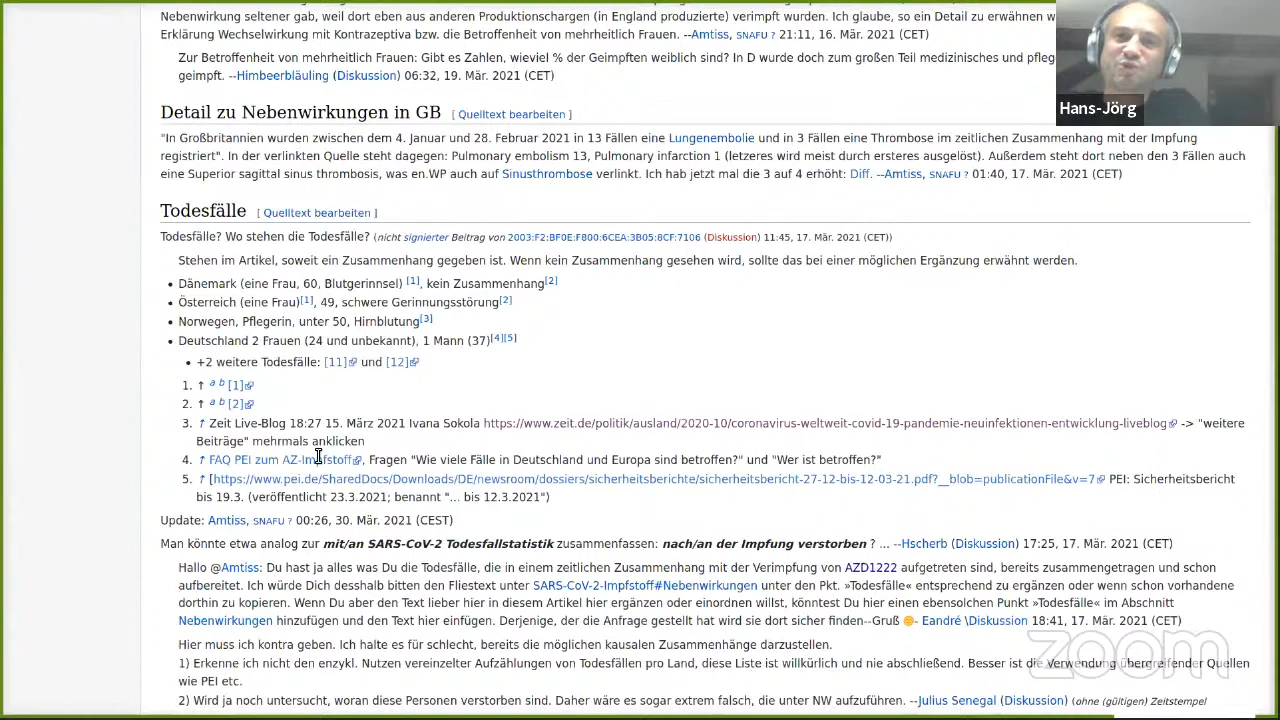 Nebenwirkung seltener gab, weil dort eben aus anderen Produktionschargen (in England produzierte) verimpft wurden. Ich glaube, so ein Detail zu erwähnen w
Erklärung Wechselwirkung mit Kontrazeptiva bzw. die Betroffenheit von mehrheitlich Frauen. --Amtiss, SNAFU ? 21:11, 16. Mär. 2021 (CET)
Zur Betroffenheit von mehrheitlich Frauen: Gibt es Zahlen, wieviel % der Geimpften weiblich sind? In D wurde doch zum großen Teil medizinisches und pfleg
geimpft. --Himbeerbläuling (Diskussion) 06:32, 19. Mär. 2021 (CET)
Hans-Jörg
Detail zu Nebenwirkungen in GB [ Quelltext bearbeiten ]
"In Großbritannien wurden zwischen dem 4. Januar und 28. Februar 2021 in 13 Fällen eine Lungenembolie und in 3 Fällen eine Thrombose im zeitlichen Zusammenhang mit der Impfung
registriert". In der verlinkten Quelle steht dagegen: Pulmonary embolism 13, Pulmonary infarction 1 (letzeres wird meist durch ersteres ausgelöst). Außerdem steht dort neben den 3 Fällen auch
eine Superior sagittal sinus thrombosis, was en.WP auch auf Sinusthrombose verlinkt. Ich hab jetzt mal die 3 auf 4 erhöht: Diff. --Amtiss, SNAFU ? 01:40, 17. Mär. 2021 (CET)
Todesfälle [ Quelltext bearbeiten ]
Todesfälle? Wo stehen die Todesfälle? (nicht signierter Beitrag von 2003:F2:BF0E:F800:6CEA:3B05:8CF:7106 (Diskussion) 11:45, 17. Mär. 2021 (CET))
Stehen im Artikel, soweit ein Zusammenhang gegeben ist. Wenn kein Zusammenhang gesehen wird, sollte das bei einer möglichen Ergänzung erwähnt werden.
• Dänemark (eine Frau, 60, Blutgerinnsel) [1], kein Zusammenhang[2]
• Österreich (eine Frau)[1], 49, schwere Gerinnungsstörung[2]
• Norwegen, Pflegerin, unter 50, Hirnblutung[3]
• Deutschland 2 Frauen (24 und unbekannt), 1 Mann (37)[4][5]
• +2 weitere Todesfälle: [11] und [12]
1. ↑ a b [1]
2. ↑ a b [2]
3. ↑ Zeit Live-Blog 18:27 15. März 2021 Ivana Sokola https://www.zeit.de/politik/ausland/2020-10/coronavirus-weltweit-covid-19-pandemie-neuinfektionen-entwicklung-liveblog -> "weitere
Beiträge" mehrmals anklicken
4. ↑ FAQ PEI zum AZ-Impfstoff, Fragen "Wie viele Fälle in Deutschland und Europa sind betroffen?" und "Wer ist betroffen?"
5. ↑ [https://www.pei.de/SharedDocs/Downloads/DE/newsroom/dossiers/sicherheitsberichte/sicherheitsbericht-27-12-bis-12-03-21.pdf?__blob=publicationFile&v=7 PEI: Sicherheitsbericht
bis 19.3. (veröffentlicht 23.3.2021; benannt "... bis 12.3.2021")
Update: Amtiss, SNAFU ? 00:26, 30. Mär. 2021 (CEST)
Man könnte etwa analog zur mit/an SARS-CoV-2 Todesfallstatistik zusammenfassen: nach/an der Impfung verstorben ? ... --Hscherb (Diskussion) 17:25, 17. Mär. 2021 (CET)
Hallo @Amtiss: Du hast ja alles was Du die Todesfälle, die in einem zeitlichen Zusammenhang mit der Verimpfung von AZD1222 aufgetreten sind, bereits zusammengetragen und schon
aufbereitet. Ich würde Dich desshalb bitten den Fliestext unter SARS-CoV-2-Impfstoff#Nebenwirkungen unter den Pkt. »Todesfälle« entsprechend zu ergänzen oder wenn schon vorhandene
dorthin zu kopieren. Wenn Du aber den Text lieber hier in diesem Artikel hier ergänzen oder einordnen willst, könntest Du hier einen ebensolchen Punkt »Todesfälle« im Abschnitt
Nebenwirkungen hinzufügen und den Text hier einfügen. Derjenige, der die Anfrage gestellt hat wird sie dort sicher finden--Gruß Eandré \Diskussion 18:41, 17. Mär. 2021 (CET)
Hier muss ich kontra geben. Ich halte es für schlecht, bereits die möglichen kausalen Zusammenhänge darzustellen.
1) Erkenne ich nicht den enzykl. Nutzen vereinzelter Aufzählungen von Todesfällen pro Land, diese Liste ist willkürlich und nie abschließend. Besser ist die Verwendung übergreifender Quellen
wie PEI etc.
2) Wird ja noch untersucht, woran diese Personen verstorben sind. Daher wäre es sogar extrem falsch, die unter NW aufzuführen. --Julius Senegal (Diskussion) (ohne (gültigen) Zeitstempel
zoom